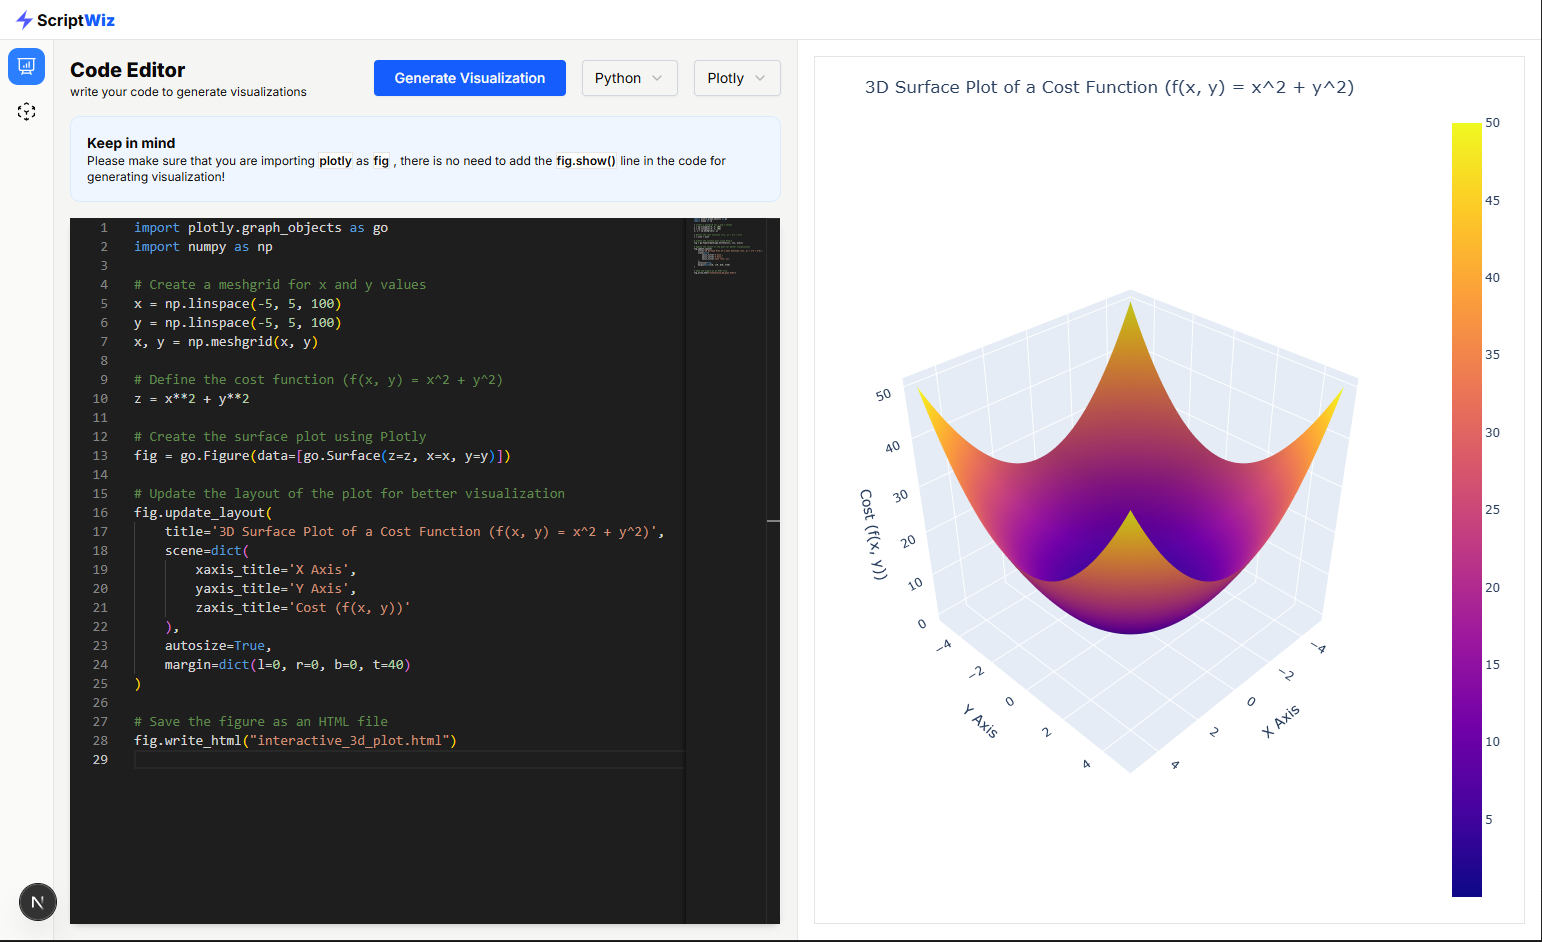 ScriptWiz
Code Editor
write your code to generate visualizations
Generate Visualization
Python
Plotly
Keep in mind
Please make sure that you are importing plotly as fig , there is no need to add the fig.show() line in the code for
generating visualization!
1 import plotly.graph_objects as go
2 import numpy as np
3
4 # Create a meshgrid for x and y values
5 x = np.linspace(-5, 5, 100)
6 y = np.linspace(-5, 5, 100)
7 x, y = np.meshgrid(x, y)
8
9 # Define the cost function (f(x, y) = x^2 + y^2)
10 z = x**2 + y**2
11
12 # Create the surface plot using Plotly
13 fig = go.Figure(data=[go.Surface(z=z, x=x, y=y)])
14
15 # Update the layout of the plot for better visualization
16 fig.update_layout(
17     title='3D Surface Plot of a Cost Function (f(x, y) = x^2 + y^2)',
18     scene=dict(
19         xaxis_title='X Axis',
20         yaxis_title='Y Axis',
21         zaxis_title='Cost (f(x, y))'
22     ),
23     autosize=True,
24     margin=dict(l=0, r=0, b=0, t=40)
25 )
26
27 # Save the figure as an HTML file
28 fig.write_html("interactive_3d_plot.html")
29
N
3D Surface Plot of a Cost Function (f(x, y) = x^2 + y^2)
50
40
30
20
10
0
Cost (f(x, y))
−4
−2
0
2
4
Y Axis
−4
−2
0
2
4
X Axis
50
45
40
35
30
25
20
15
10
5